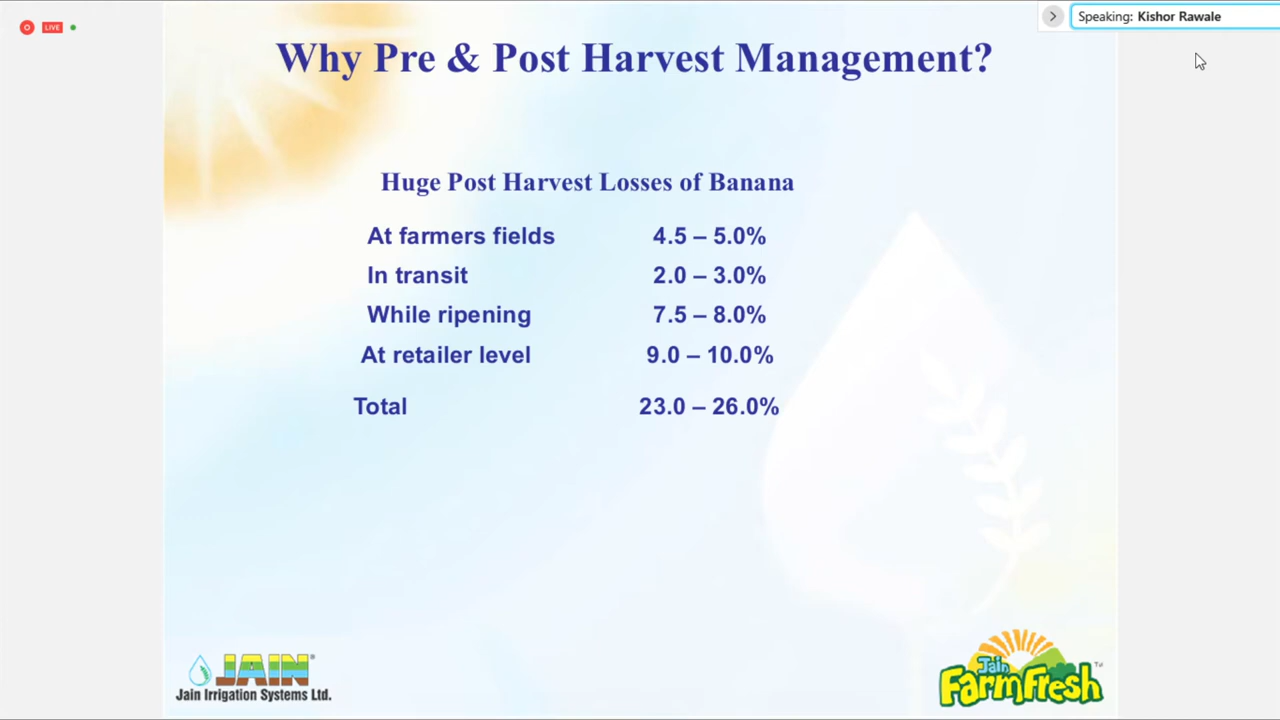 LIVE
Speaking: Kishor Rawale
Why Pre & Post Harvest Management?
Huge Post Harvest Losses of Banana
At farmers fields 4.5 – 5.0%
In transit 2.0 – 3.0%
While ripening 7.5 – 8.0%
At retailer level 9.0 – 10.0%
Total 23.0 – 26.0%
JAIN®
Jain Irrigation Systems Ltd.
Jain
FarmFresh™